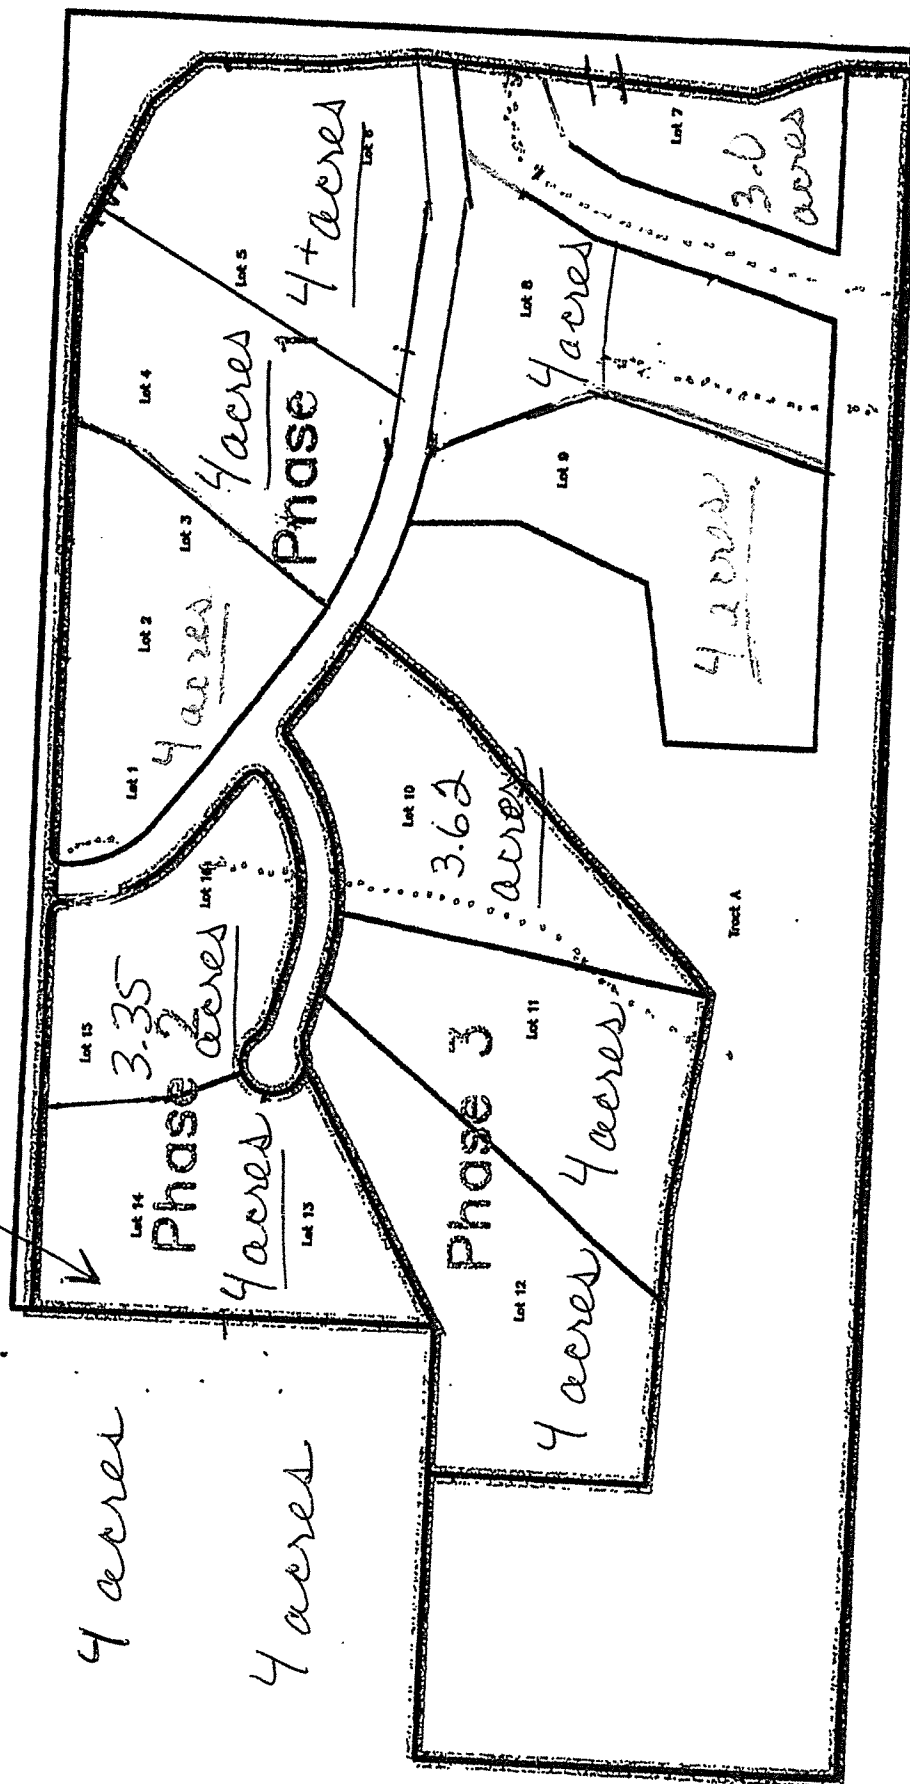 Lot 1
Lot 2
4 acres
Lot 3
Lot 4
4 acres
Phase 1
Lot 5
4+ acres
Lot 6
Lot 7
3.0
acres
Lot 8
4 acres
Lot 9
4.2 acres
Lot 10
3.62
acres
Lot 11
4 acres
Phase 3
Lot 12
4 acres
Lot 13
4 acres
Lot 14
Phase 2
Lot 15
3.35
acres
Lot 16
Tract A
4 acres
4 acres